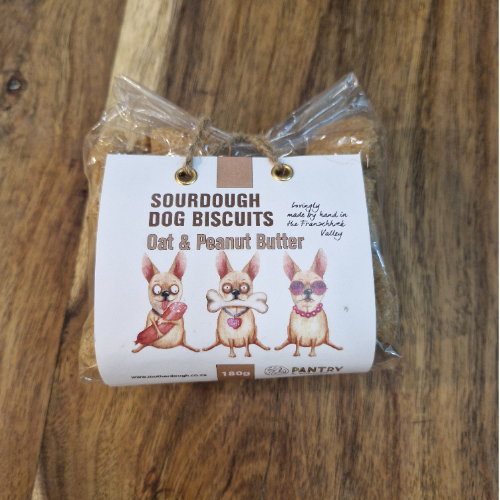 SOURDOUGH
DOG BISCUITS
Oat & Peanut Butter
Lovingly
made by hand in
the Franschhoek
Valley
180g
PANTRY